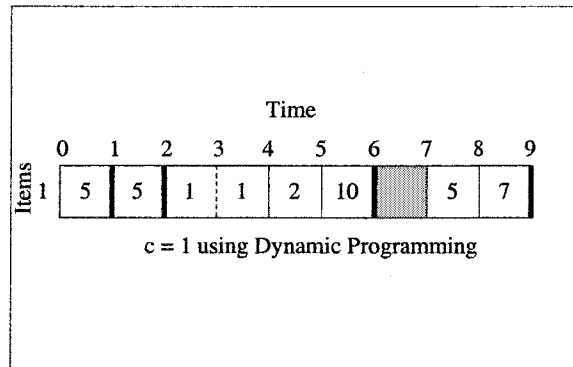 Time
0 1 2 3 4 5 6 7 8 9
Items
1 5 5 1 1 2 10 5 7
c = 1 using Dynamic Programming